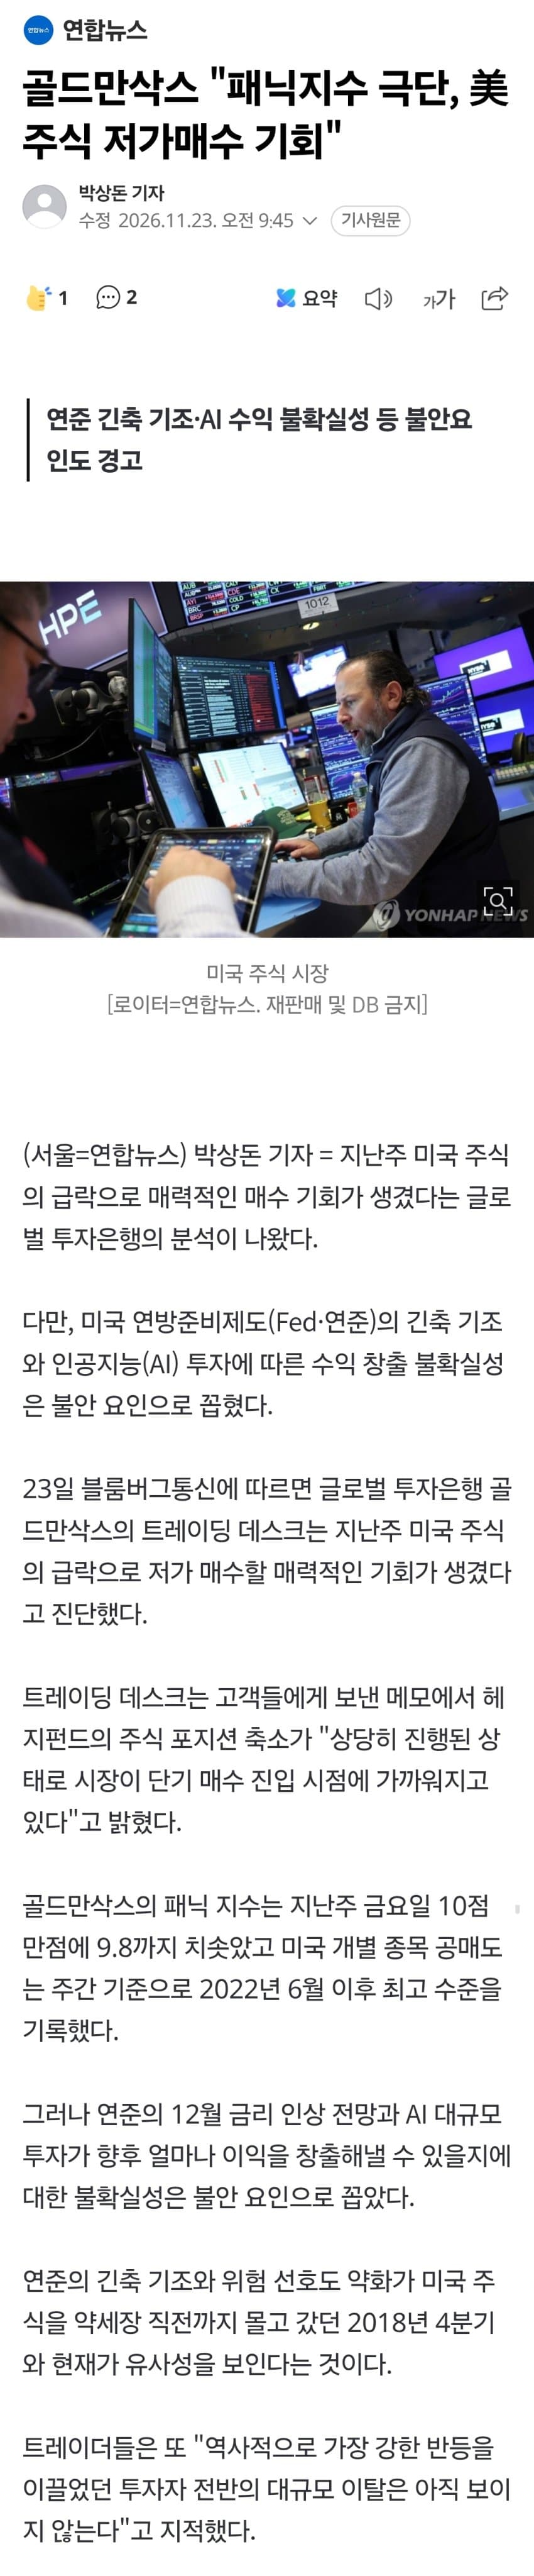 연합뉴스
연합뉴스
골드만삭스 "패닉지수 극단, 美
주식 저가매수 기회"
박상돈 기자
수정 2026.11.23. 오전 9:45
기사원문
1
2
요약
가가
연준 긴축 기조·AI 수익 불확실성 등 불안요
인도 경고
HPE
1012
NYSE
YONHAP NEWS
미국 주식 시장
[로이터=연합뉴스. 재판매 및 DB 금지]
(서울=연합뉴스) 박상돈 기자 = 지난주 미국 주식
의 급락으로 매력적인 매수 기회가 생겼다는 글로
벌 투자은행의 분석이 나왔다.
다만, 미국 연방준비제도(Fed·연준)의 긴축 기조
와 인공지능(AI) 투자에 따른 수익 창출 불확실성
은 불안 요인으로 꼽혔다.
23일 블룸버그통신에 따르면 글로벌 투자은행 골
드만삭스의 트레이딩 데스크는 지난주 미국 주식
의 급락으로 저가 매수할 매력적인 기회가 생겼다
고 진단했다.
트레이딩 데스크는 고객들에게 보낸 메모에서 헤
지펀드의 주식 포지션 축소가 "상당히 진행된 상
태로 시장이 단기 매수 진입 시점에 가까워지고
있다"고 밝혔다.
골드만삭스의 패닉 지수는 지난주 금요일 10점
만점에 9.8까지 치솟았고 미국 개별 종목 공매도
는 주간 기준으로 2022년 6월 이후 최고 수준을
기록했다.
그러나 연준의 12월 금리 인상 전망과 AI 대규모
투자가 향후 얼마나 이익을 창출해낼 수 있을지에
대한 불확실성은 불안 요인으로 꼽았다.
연준의 긴축 기조와 위험 선호도 약화가 미국 주
식을 약세장 직전까지 몰고 갔던 2018년 4분기
와 현재가 유사성을 보인다는 것이다.
트레이더들은 또 "역사적으로 가장 강한 반등을
이끌었던 투자자 전반의 대규모 이탈은 아직 보이
지 않는다"고 지적했다.